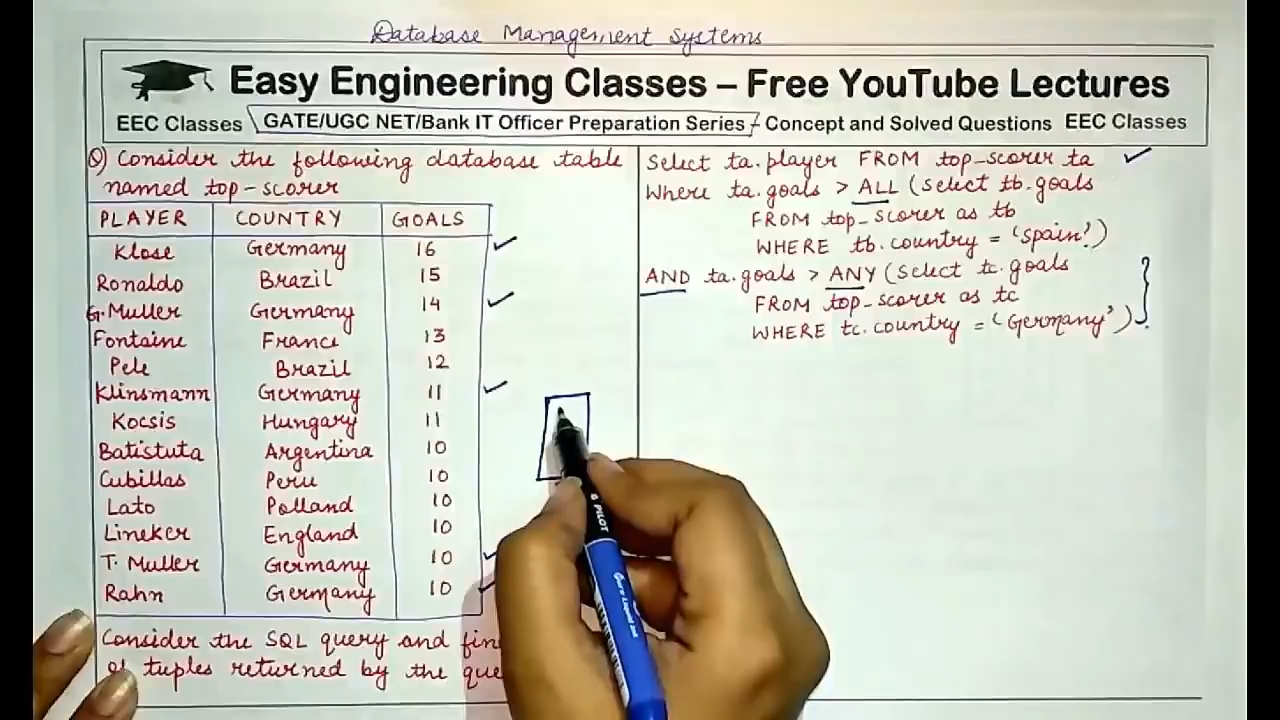 Database Management Systems
Easy Engineering Classes – Free YouTube Lectures
EEC Classes GATE/UGC NET/Bank IT Officer Preparation Series – Concept and Solved Questions EEC Classes
Q) Consider the following database table
named top-scorer
PLAYER COUNTRY GOALS
Klose Germany 16
Ronaldo Brazil 15
G.Muller Germany 14
Fontaine France 13
Pele Brazil 12
Klinsmann Germany 11
Kocsis Hungary 11
Batistuta Argentina 10
Cubillas Peru 10
Lato Polland 10
Lineker England 10
T. Muller Germany 10
Rahn Germany 10
Consider the SQL query and
of tuples returned by the
Select ta.player FROM top-scorer ta
Where ta.goals > ALL (Select tb.goals
FROM top-scorer as tb
WHERE tb.country = 'Spain')
AND ta.goals > ANY (Select tc.goals
FROM top-scorer as tc
WHERE tc.country = 'Germany')
PILOT